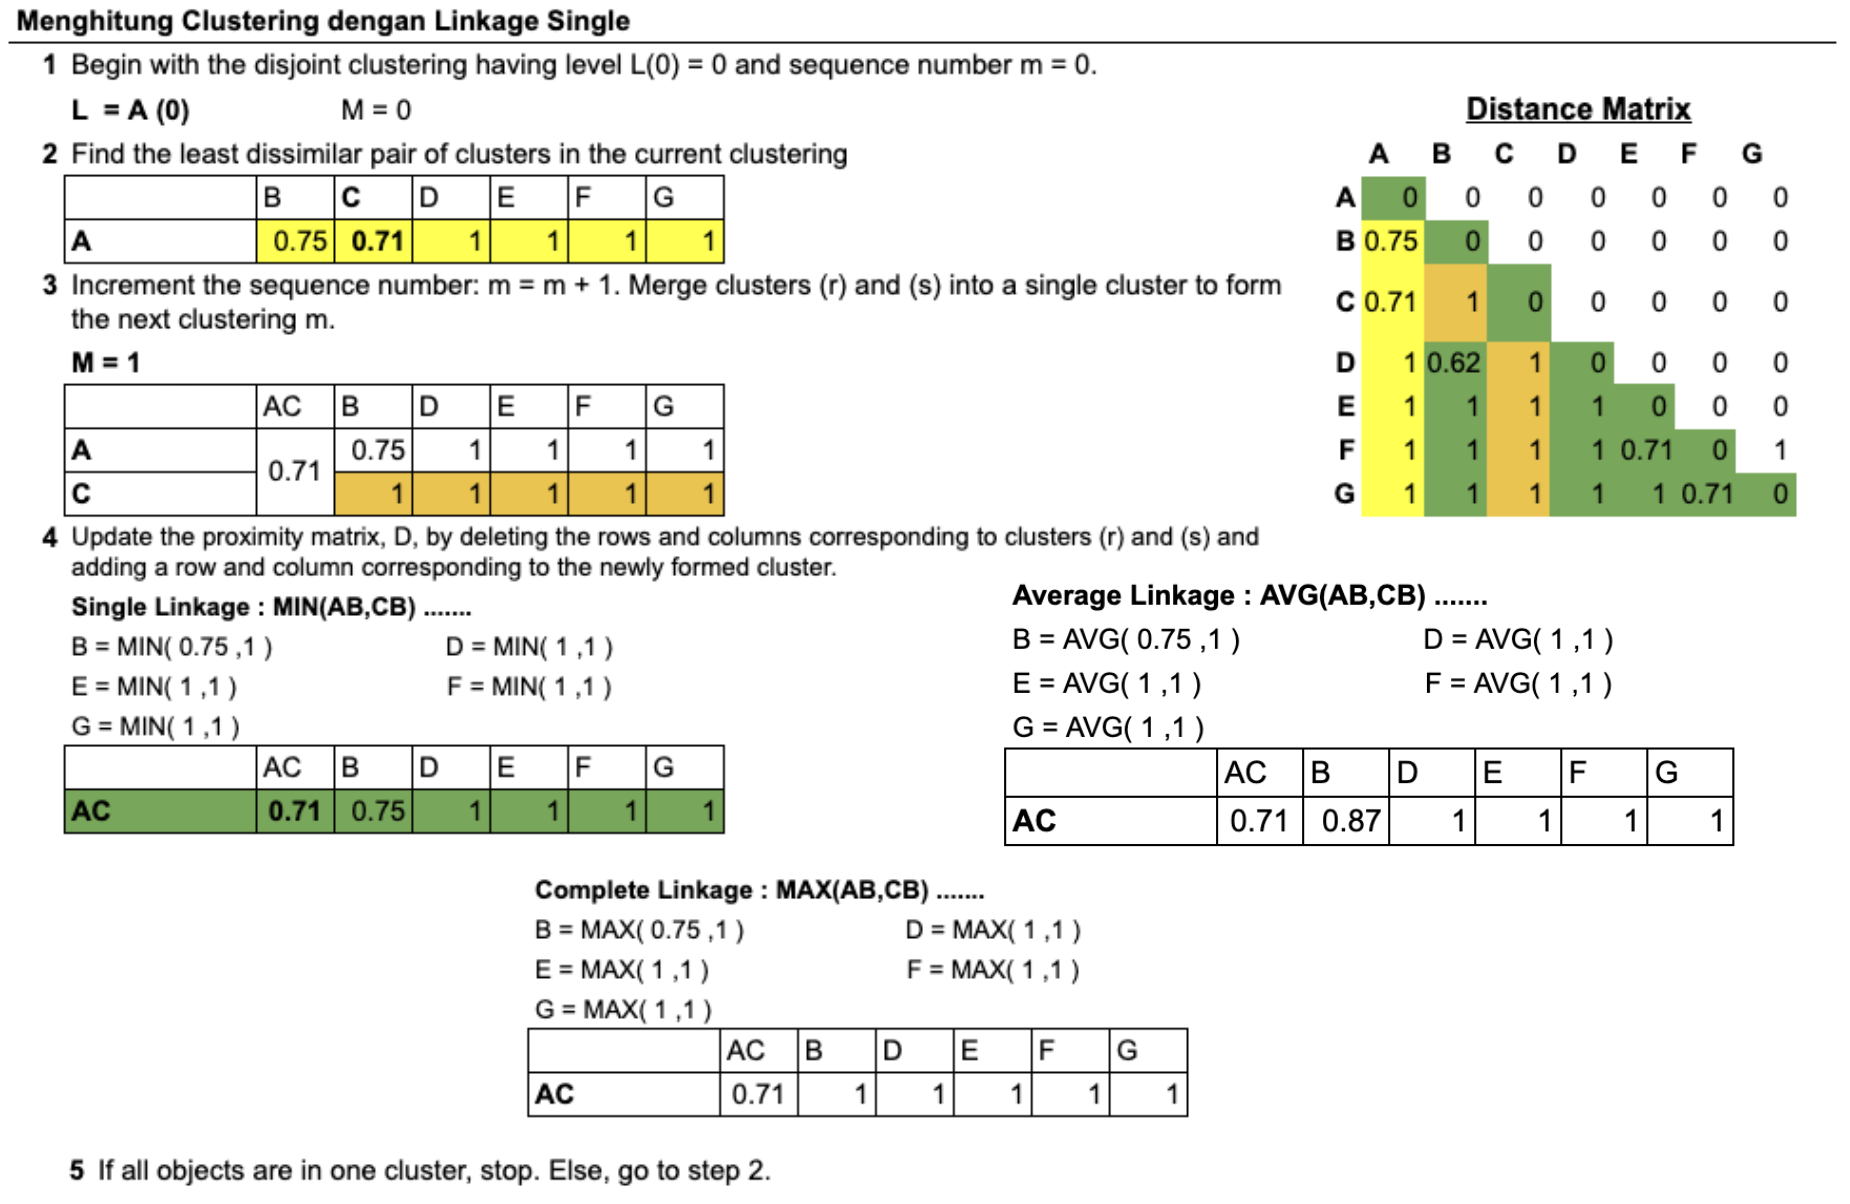 Menghitung Clustering dengan Linkage Single
1 Begin with the disjoint clustering having level L(0) = 0 and sequence number m = 0.
L = A (0) M = 0
2 Find the least dissimilar pair of clusters in the current clustering
B C D E F G
A 0.75 0.71 1 1 1 1
3 Increment the sequence number: m = m + 1. Merge clusters (r) and (s) into a single cluster to form
the next clustering m.
M = 1
AC B D E F G
A 0.71 0.75 1 1 1 1
C 1 1 1 1 1
Distance Matrix
A B C D E F G
A 0 0 0 0 0 0 0
B 0.75 0 0 0 0 0 0
C 0.71 1 0 0 0 0 0
D 1 0.62 1 0 0 0 0
E 1 1 1 1 0 0 0
F 1 1 1 1 0.71 0 1
G 1 1 1 1 1 0.71 0
4 Update the proximity matrix, D, by deleting the rows and columns corresponding to clusters (r) and (s) and
adding a row and column corresponding to the newly formed cluster.
Single Linkage : MIN(AB,CB) .......
B = MIN( 0.75 ,1 ) D = MIN( 1 ,1 )
E = MIN( 1 ,1 ) F = MIN( 1 ,1 )
G = MIN( 1 ,1 )
AC B D E F G
AC 0.71 0.75 1 1 1 1
Average Linkage : AVG(AB,CB) .......
B = AVG( 0.75 ,1 ) D = AVG( 1 ,1 )
E = AVG( 1 ,1 ) F = AVG( 1 ,1 )
G = AVG( 1 ,1 )
AC B D E F G
AC 0.71 0.87 1 1 1 1
Complete Linkage : MAX(AB,CB) .......
B = MAX( 0.75 ,1 ) D = MAX( 1 ,1 )
E = MAX( 1 ,1 ) F = MAX( 1 ,1 )
G = MAX( 1 ,1 )
AC B D E F G
AC 0.71 1 1 1 1 1
5 If all objects are in one cluster, stop. Else, go to step 2.